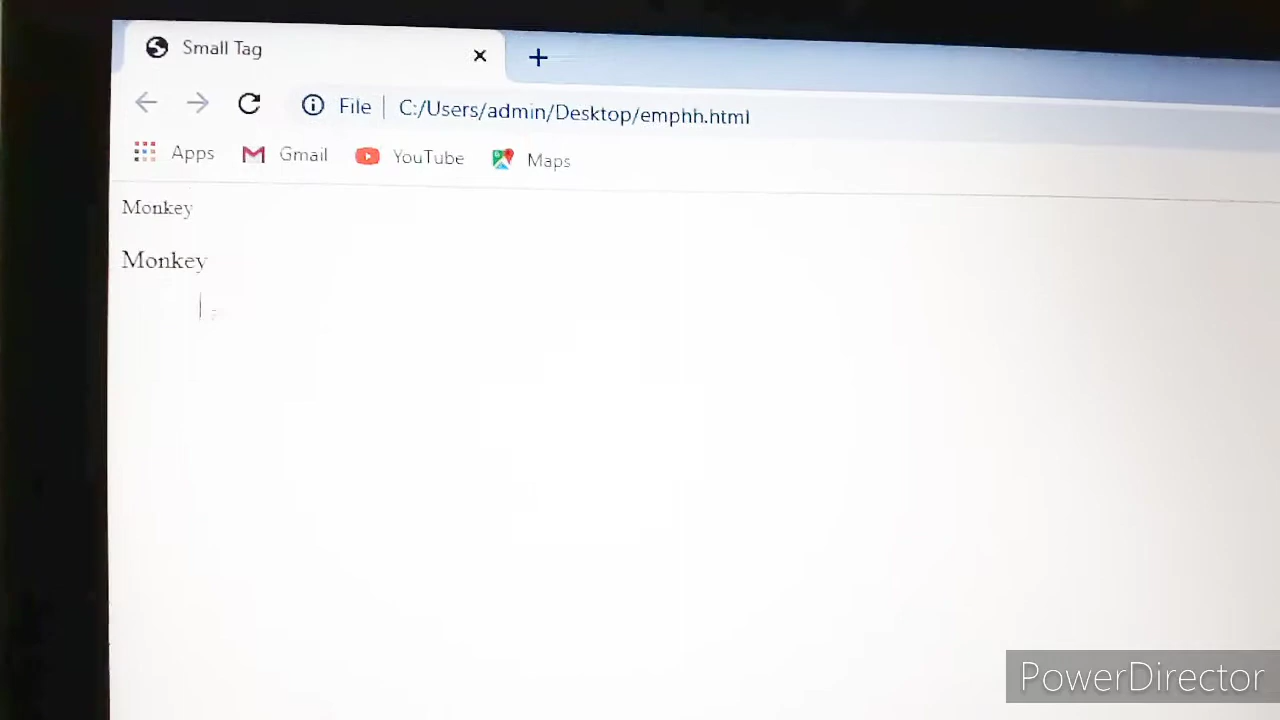 Small Tag
File C:/Users/admin/Desktop/emphh.html
Apps Gmail YouTube Maps
Monkey
Monkey
PowerDirector